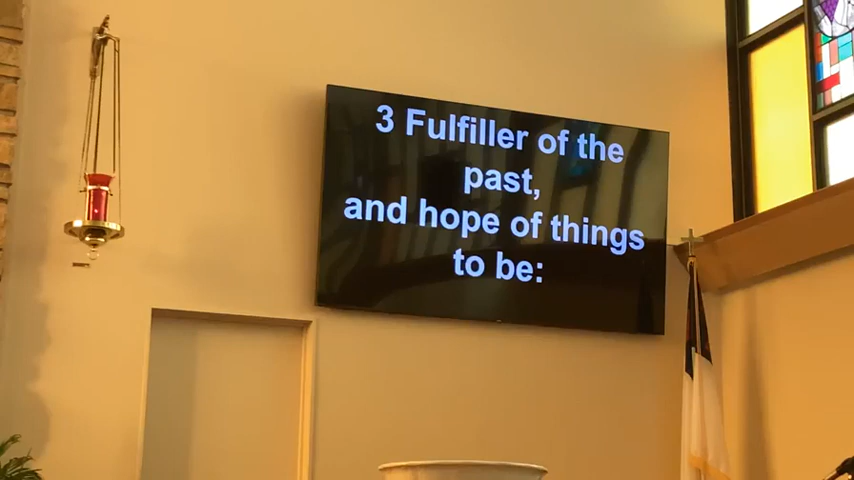 3 Fulfiller of the
past,
and hope of things
to be: